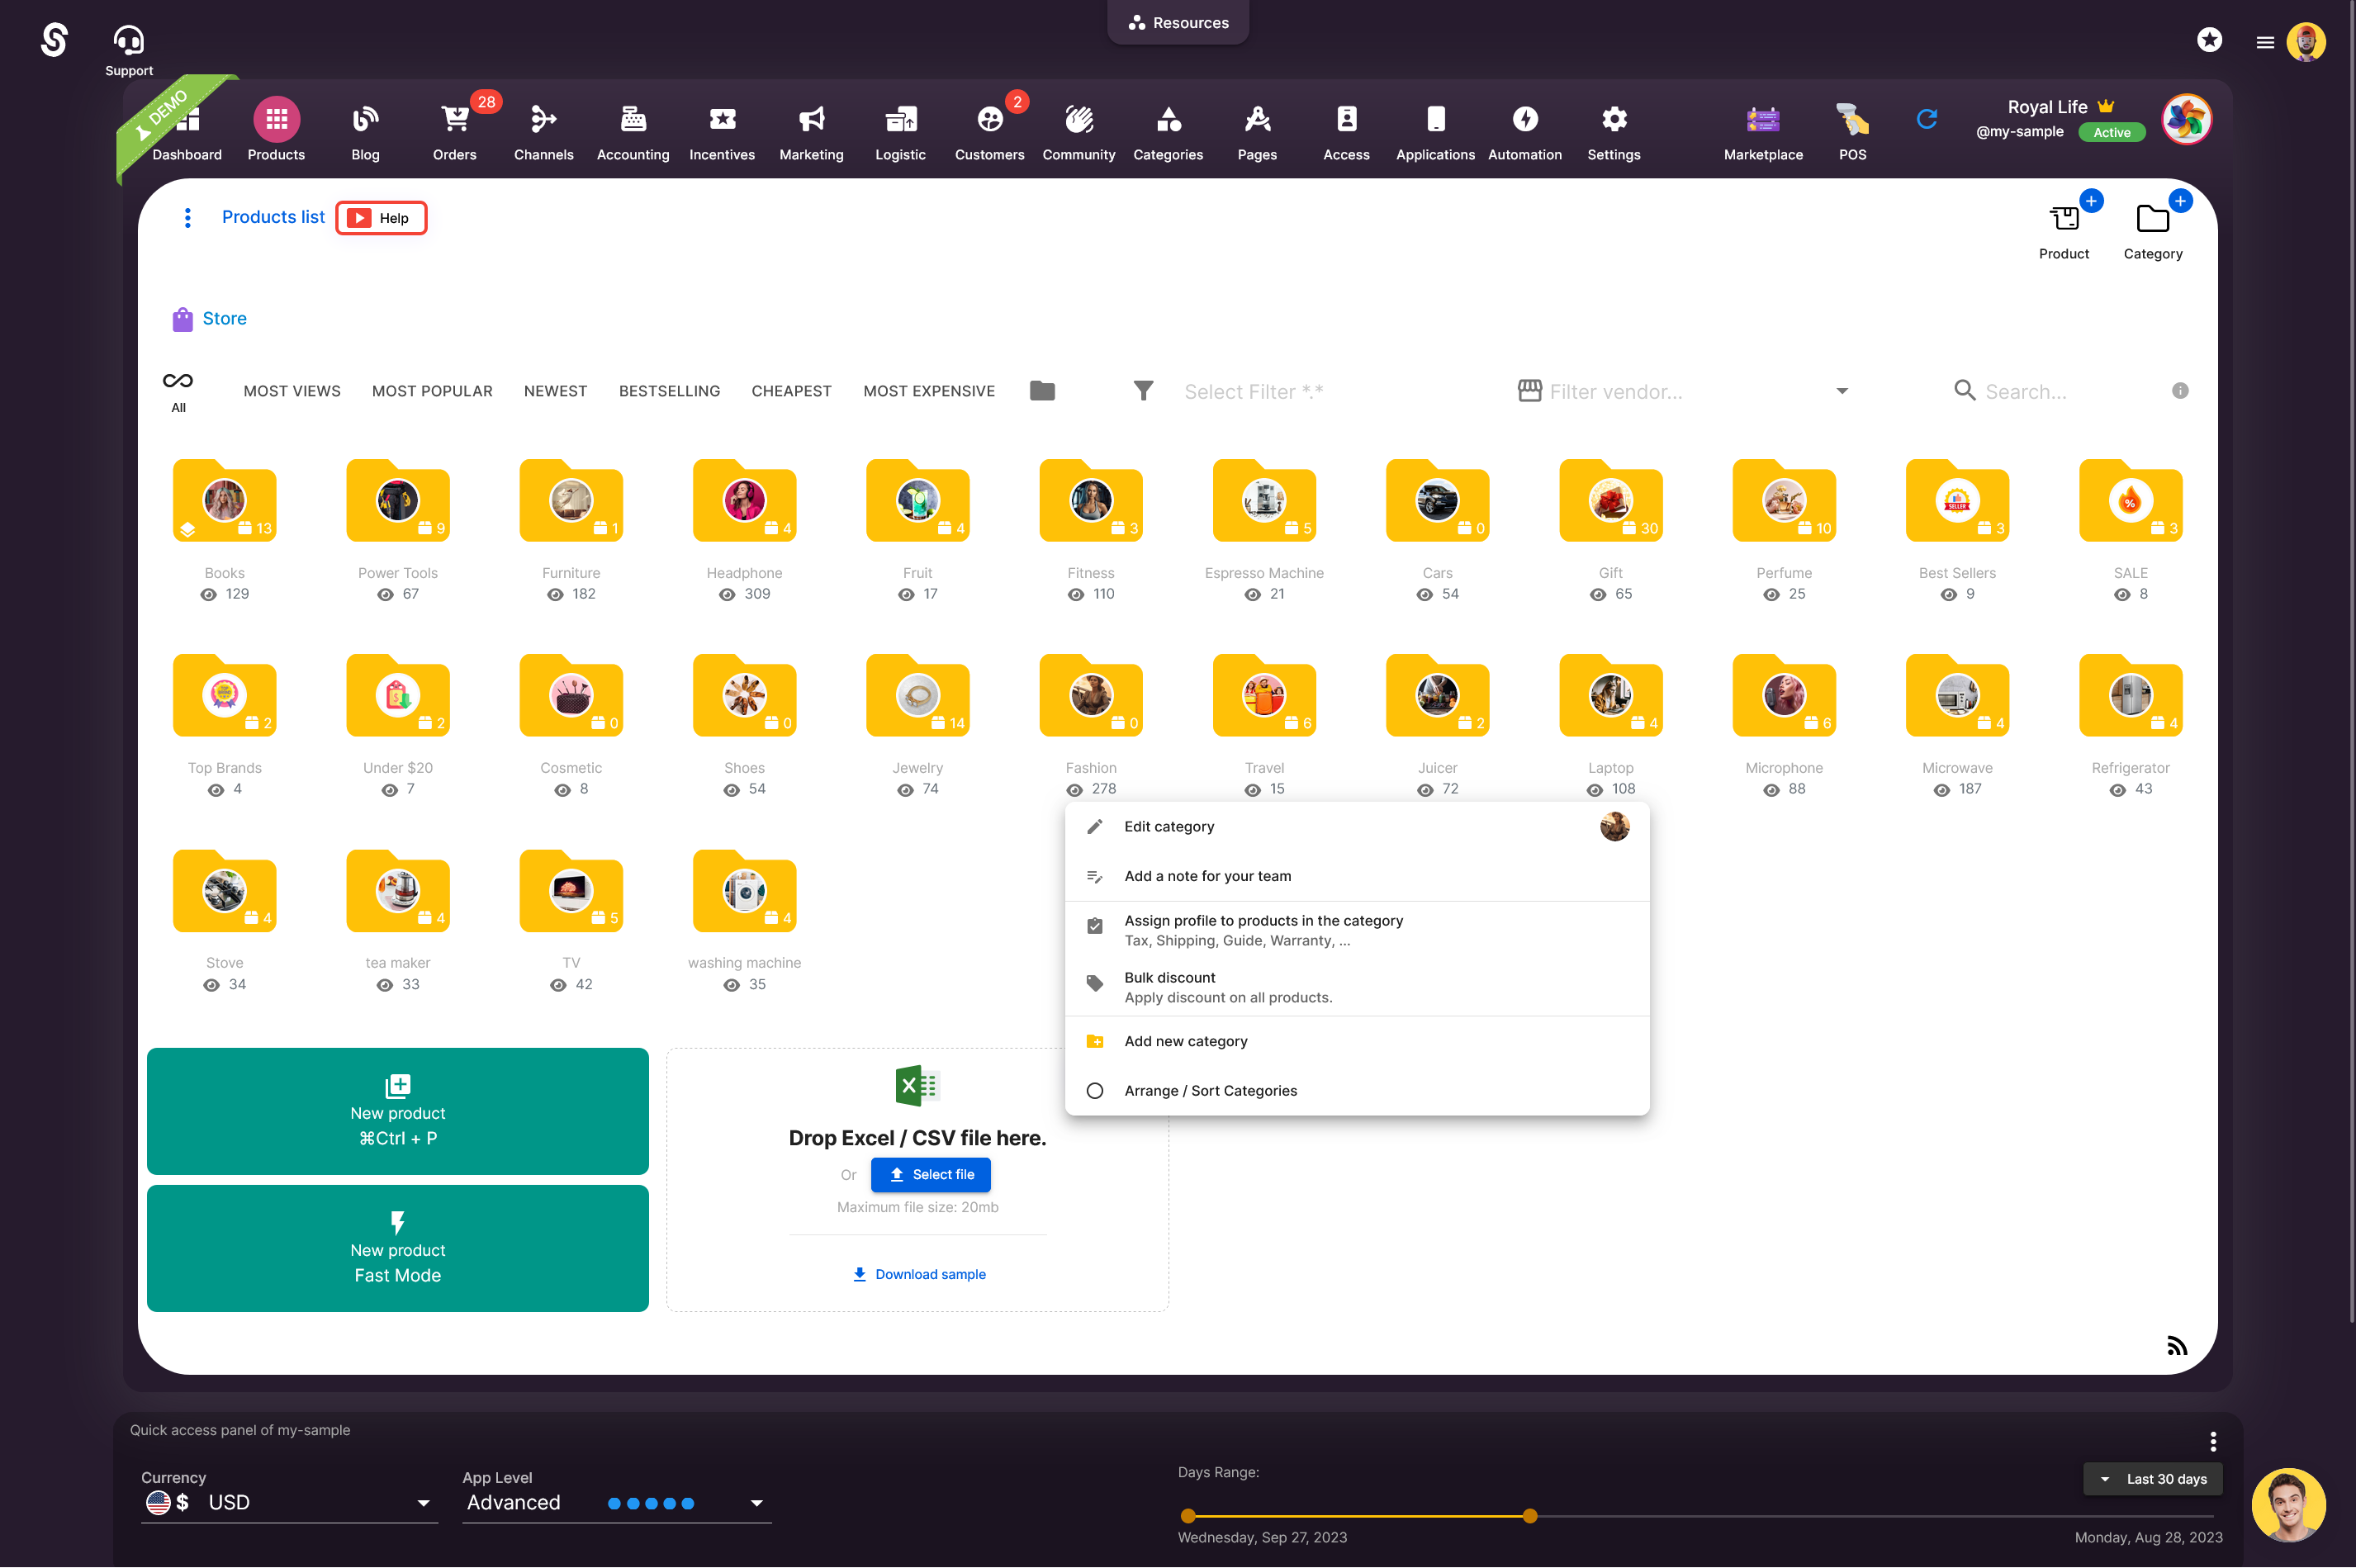 Resources
Support
DEMO
Dashboard
Products
Blog
Orders
28
Channels
Accounting
Incentives
Marketing
Logistic
Customers
2
Community
Categories
Pages
Access
Applications
Automation
Settings
Marketplace
POS
Royal Life
@my-sample
Active
Products list
Help
Product
Category
Store
All
MOST VIEWS
MOST POPULAR
NEWEST
BESTSELLING
CHEAPEST
MOST EXPENSIVE
Select Filter *.*
Filter vendor...
Search...
13
9
1
4
4
3
5
0
30
10
3
3
Books
Power Tools
Furniture
Headphone
Fruit
Fitness
Espresso Machine
Cars
Gift
Perfume
Best Sellers
SALE
129
67
182
309
17
110
21
54
65
25
9
8
2
2
0
0
14
0
6
2
4
6
4
4
Top Brands
Under $20
Cosmetic
Shoes
Jewelry
Fashion
Travel
Juicer
Laptop
Microphone
Microwave
Refrigerator
4
7
8
54
74
278
15
72
108
88
187
43
4
4
5
4
Stove
tea maker
TV
washing machine
34
33
42
35
Edit category
Add a note for your team
Assign profile to products in the category
Tax, Shipping, Guide, Warranty, ...
Bulk discount
Apply discount on all products.
Add new category
Arrange / Sort Categories
New product
⌘Ctrl + P
New product
Fast Mode
Drop Excel / CSV file here.
Or
Select file
Maximum file size: 20mb
Download sample
Quick access panel of my-sample
Currency
$ USD
App Level
Advanced
Days Range:
Last 30 days
Wednesday, Sep 27, 2023
Monday, Aug 28, 2023